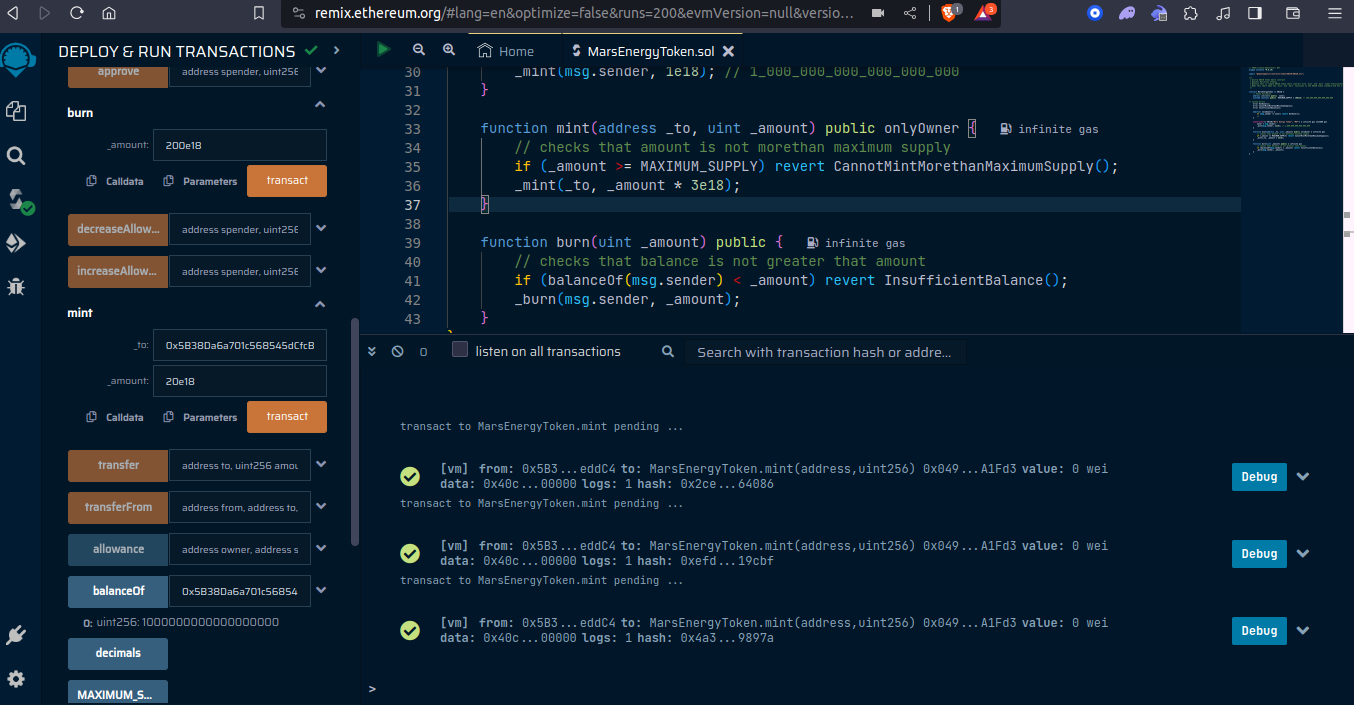 remix.ethereum.org/#lang=en&optimize=false&runs=200&evmVersion=null&versio...
1
3
DEPLOY & RUN TRANSACTIONS
approve
address spender, uint256
burn
_amount:
200e18
Calldata
Parameters
transact
decreaseAllow...
address spender, uint256
increaseAllow...
address spender, uint256
mint
_to:
0x5B38Da6a701c568545dCfcB
_amount:
20e18
Calldata
Parameters
transact
transfer
address to, uint256 amou
transferFrom
address from, address to,
allowance
address owner, address s
balanceOf
0x5B38Da6a701c56854
0: uint256: 1000000000000000000
decimals
MAXIMUM_S...
Home
MarsEnergyToken.sol
30 _mint(msg.sender, 1e18); // 1_000_000_000_000_000_000
31 }
32
33 function mint(address _to, uint _amount) public onlyOwner { infinite gas
34 // checks that amount is not morethan maximum supply
35 if (_amount >= MAXIMUM_SUPPLY) revert CannotMintMorethanMaximumSupply();
36 _mint(_to, _amount * 3e18);
37 }
38
39 function burn(uint _amount) public { infinite gas
40 // checks that balance is not greater that amount
41 if (balanceOf(msg.sender) < _amount) revert InsufficientBalance();
42 _burn(msg.sender, _amount);
43 }
0
listen on all transactions
Search with transaction hash or addre...
transact to MarsEnergyToken.mint pending ...
[vm] from: 0x5B3...eddC4 to: MarsEnergyToken.mint(address,uint256) 0x049...A1Fd3 value: 0 wei
data: 0x40c...00000 logs: 1 hash: 0x2ce...64086
Debug
transact to MarsEnergyToken.mint pending ...
[vm] from: 0x5B3...eddC4 to: MarsEnergyToken.mint(address,uint256) 0x049...A1Fd3 value: 0 wei
data: 0x40c...00000 logs: 1 hash: 0xefd...19cbf
Debug
transact to MarsEnergyToken.mint pending ...
[vm] from: 0x5B3...eddC4 to: MarsEnergyToken.mint(address,uint256) 0x049...A1Fd3 value: 0 wei
data: 0x40c...00000 logs: 1 hash: 0x4a3...9897a
Debug
>